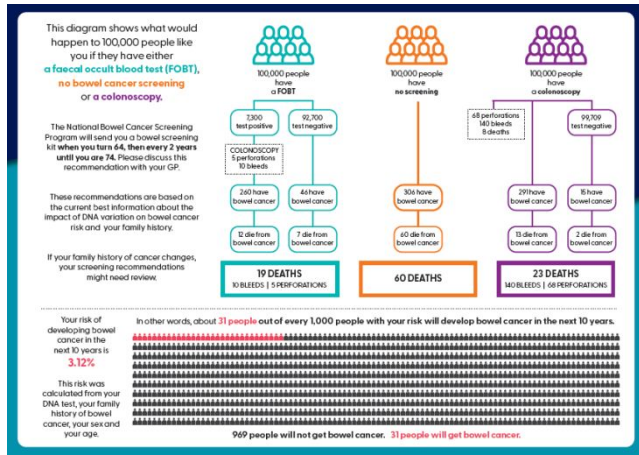 This diagram shows what would
happen to 100,000 people like
you if they have either
a faecal occult blood test (FOBT),
no bowel cancer screening
or a colonoscopy.
The National Bowel Cancer Screening
Program will send you a bowel screening
kit when you turn 64, then every 2 years
until you are 74. Please discuss this
recommendation with your GP.
These recommendations are based on
the current best information about the
impact of DNA variation on bowel cancer
risk and your family history.
If your family history of cancer changes,
your screening recommendations
might need review.
100,000 people
have
a FOBT
7,300
test positive
92,700
test negative
COLONOSCOPY
5 perforations
10 bleeds
260 have
bowel cancer
46 have
bowel cancer
12 die from
bowel cancer
7 die from
bowel cancer
19 DEATHS
10 BLEEDS | 5 PERFORATIONS
100,000 people
have
no screening
306 have
bowel cancer
60 die from
bowel cancer
60 DEATHS
100,000 people
have
a colonoscopy
68 perforations
140 bleeds
8 deaths
99,709
test negative
291 have
bowel cancer
15 have
bowel cancer
13 die from
bowel cancer
2 die from
bowel cancer
23 DEATHS
140 BLEEDS | 68 PERFORATIONS
Your risk of
developing bowel
cancer in the
next 10 years is
3.12%
This risk was
calculated from your
DNA test, your family
history of bowel
cancer, your sex and
your age.
In other words, about 31 people out of every 1,000 people with your risk will develop bowel cancer in the next 10 years.
969 people will not get bowel cancer. 31 people will get bowel cancer.